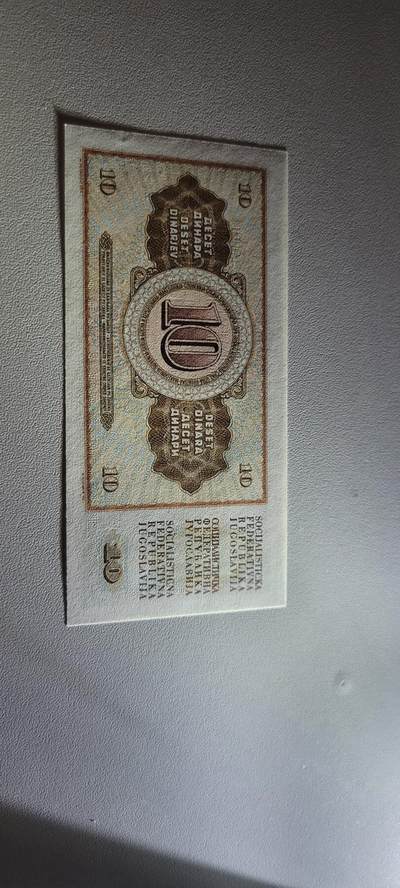 10
10
ДЕСЕТ
ДИНАРА
DESET
DINARJEV
10
DESET
DINARA
ДЕСЕТ
ДИНАРИ
10
10
SOCIJALISTIČKA
FEDERATIVNA
REPUBLIKA
JUGOSLAVIJA
СОЦИЈАЛИСТИЧКА
ФЕДЕРАТИВНА
РЕПУБЛИКА
ЈУГОСЛАВИЈА
SOCIALISTIČNA
FEDERATIVNA
REPUBLIKA
JUGOSLAVIJA
10